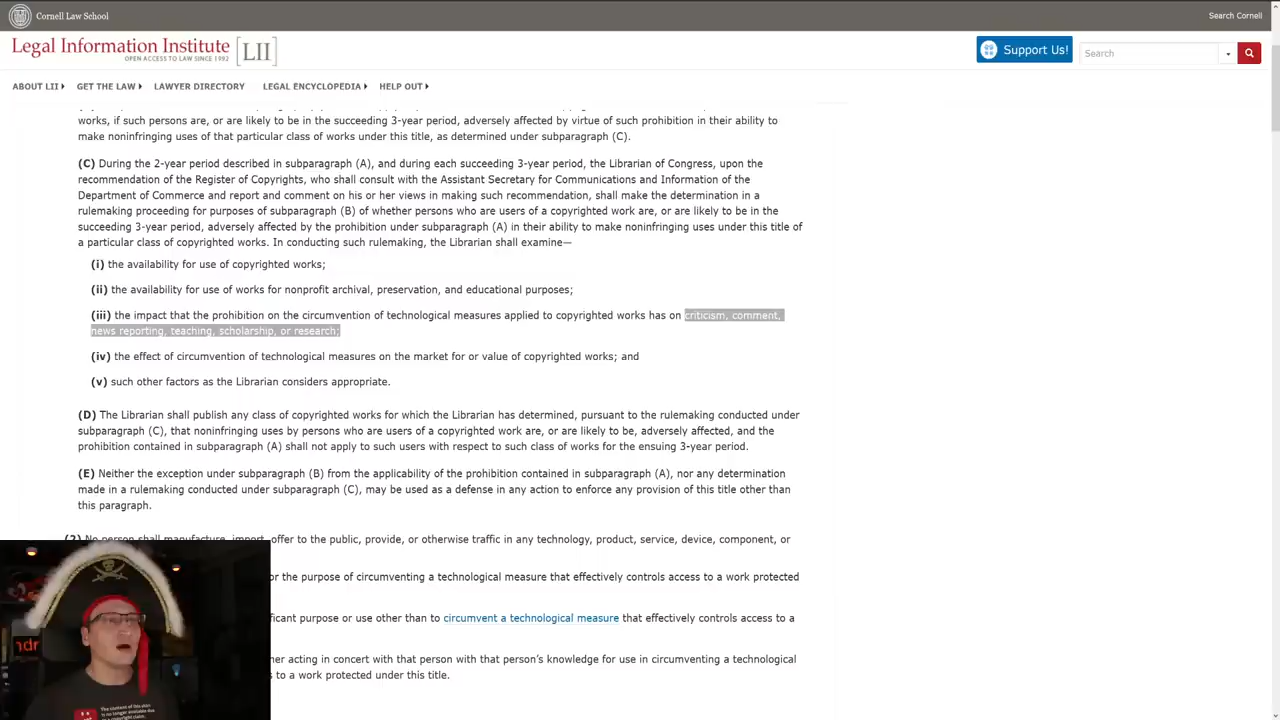 Cornell Law School
Search Cornell
Legal Information Institute [LII]
OPEN ACCESS TO LAW SINCE 1992
Support Us!
Search
ABOUT LII
GET THE LAW
LAWYER DIRECTORY
LEGAL ENCYCLOPEDIA
HELP OUT
works, if such persons are, or are likely to be in the succeeding 3-year period, adversely affected by virtue of such prohibition in their ability to
make noninfringing uses of that particular class of works under this title, as determined under subparagraph (C).
(C) During the 2-year period described in subparagraph (A), and during each succeeding 3-year period, the Librarian of Congress, upon the
recommendation of the Register of Copyrights, who shall consult with the Assistant Secretary for Communications and Information of the
Department of Commerce and report and comment on his or her views in making such recommendation, shall make the determination in a
rulemaking proceeding for purposes of subparagraph (B) of whether persons who are users of a copyrighted work are, or are likely to be in the
succeeding 3-year period, adversely affected by the prohibition under subparagraph (A) in their ability to make noninfringing uses under this title of
a particular class of copyrighted works. In conducting such rulemaking, the Librarian shall examine—
(i) the availability for use of copyrighted works;
(ii) the availability for use of works for nonprofit archival, preservation, and educational purposes;
(iii) the impact that the prohibition on the circumvention of technological measures applied to copyrighted works has on criticism, comment,
news reporting, teaching, scholarship, or research;
(iv) the effect of circumvention of technological measures on the market for or value of copyrighted works; and
(v) such other factors as the Librarian considers appropriate.
(D) The Librarian shall publish any class of copyrighted works for which the Librarian has determined, pursuant to the rulemaking conducted under
subparagraph (C), that noninfringing uses by persons who are users of a copyrighted work are, or are likely to be, adversely affected, and the
prohibition contained in subparagraph (A) shall not apply to such users with respect to such class of works for the ensuing 3-year period.
(E) Neither the exception under subparagraph (B) from the applicability of the prohibition contained in subparagraph (A), nor any determination
made in a rulemaking conducted under subparagraph (C), may be used as a defense in any action to enforce any provision of this title other than
this paragraph.
(2) No person shall manufacture, import, offer to the public, provide, or otherwise traffic in any technology, product, service, device, component, or
or the purpose of circumventing a technological measure that effectively controls access to a work protected
ficant purpose or use other than to circumvent a technological measure that effectively controls access to a
her acting in concert with that person with that person's knowledge for use in circumventing a technological
s to a work protected under this title.
ndr
The content of this shirt
is no longer available due
to a copyright claim.